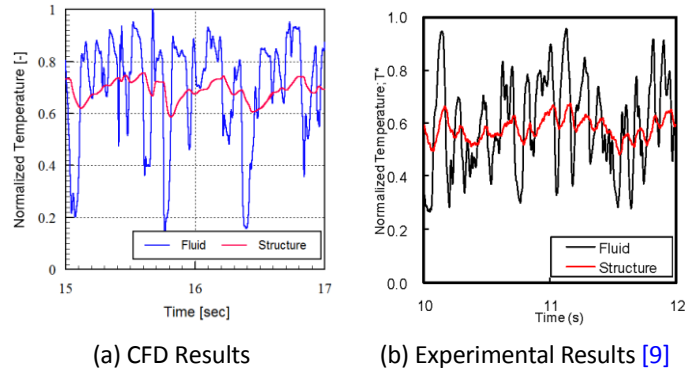 Normalized Temperature [-]
1
0.8
0.6
0.4
0.2
0
Fluid
Structure
15
16
17
Time [sec]
(a) CFD Results
Normalized Temperature; T*
1.0
0.8
0.6
0.4
0.2
0.0
Fluid
Structure
10
11
12
Time (s)
(b) Experimental Results [9]